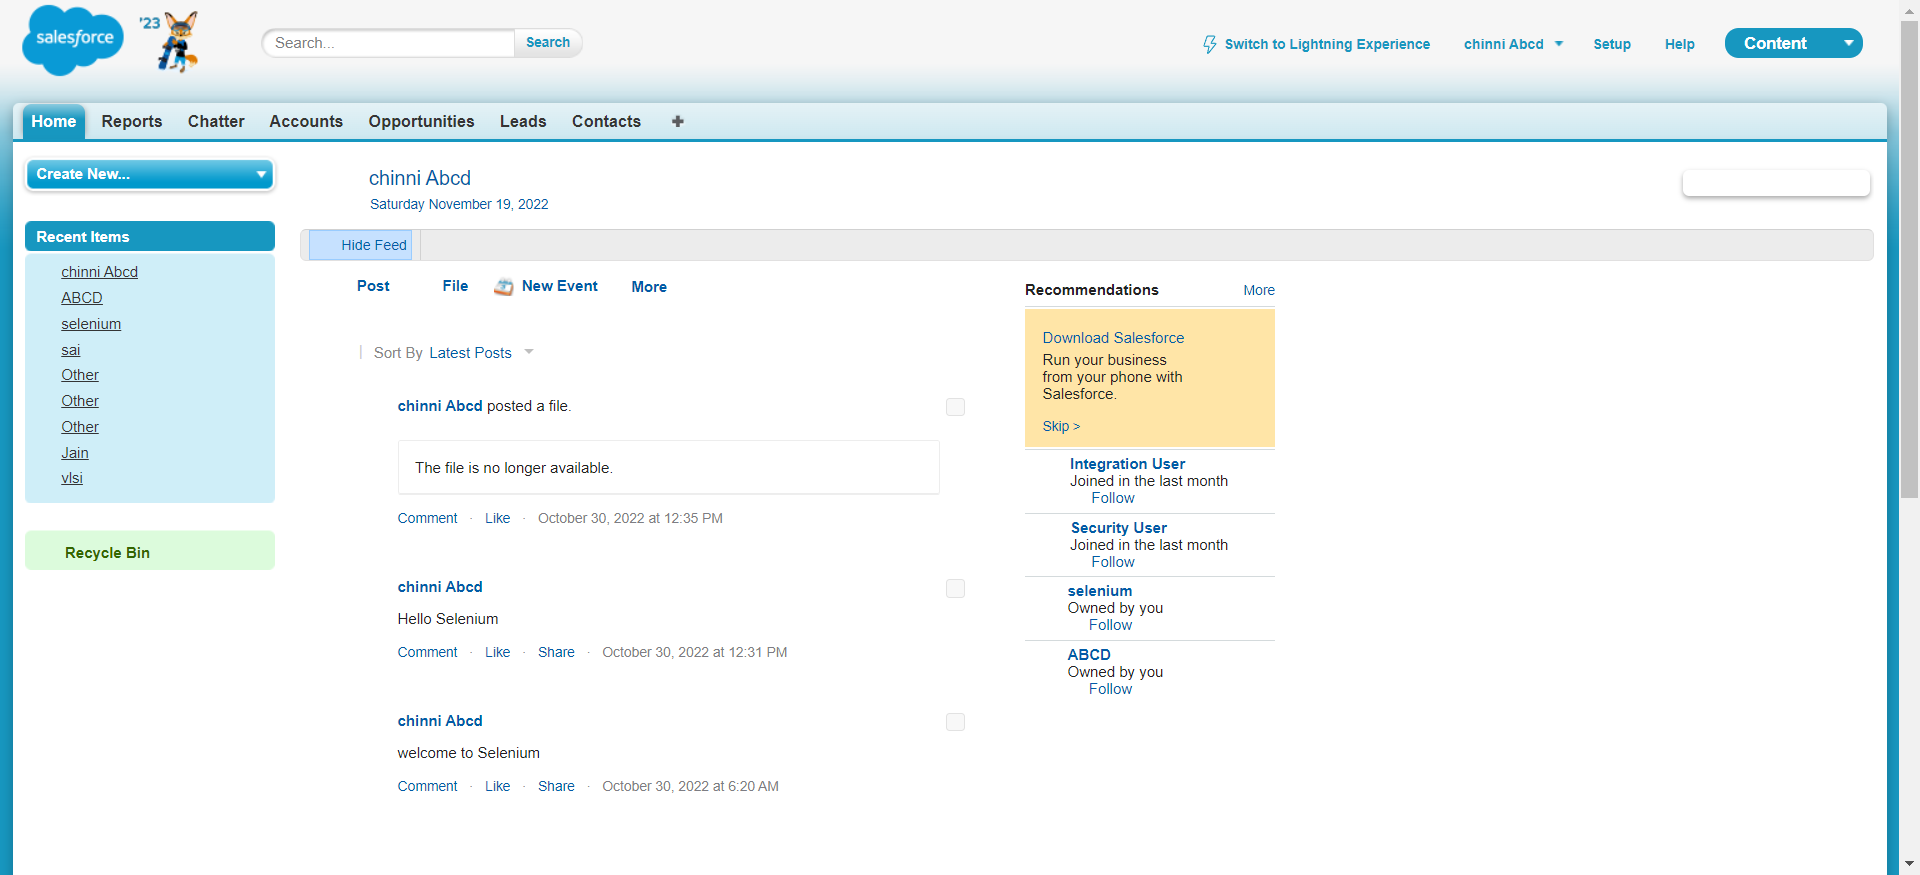 salesforce
'23
Search...
Search
Switch to Lightning Experience
chinni Abcd
Setup
Help
Content
Home
Reports
Chatter
Accounts
Opportunities
Leads
Contacts
+
Create New...
Recent Items
chinni Abcd
ABCD
selenium
sai
Other
Other
Other
Jain
vlsi
Recycle Bin
chinni Abcd
Saturday November 19, 2022
Hide Feed
Post
File
New Event
More
Sort By Latest Posts
chinni Abcd posted a file.
The file is no longer available.
Comment · Like · October 30, 2022 at 12:35 PM
chinni Abcd
Hello Selenium
Comment · Like · Share · October 30, 2022 at 12:31 PM
chinni Abcd
welcome to Selenium
Comment · Like · Share · October 30, 2022 at 6:20 AM
Recommendations
More
Download Salesforce
Run your business
from your phone with
Salesforce.
Skip >
Integration User
Joined in the last month
Follow
Security User
Joined in the last month
Follow
selenium
Owned by you
Follow
ABCD
Owned by you
Follow